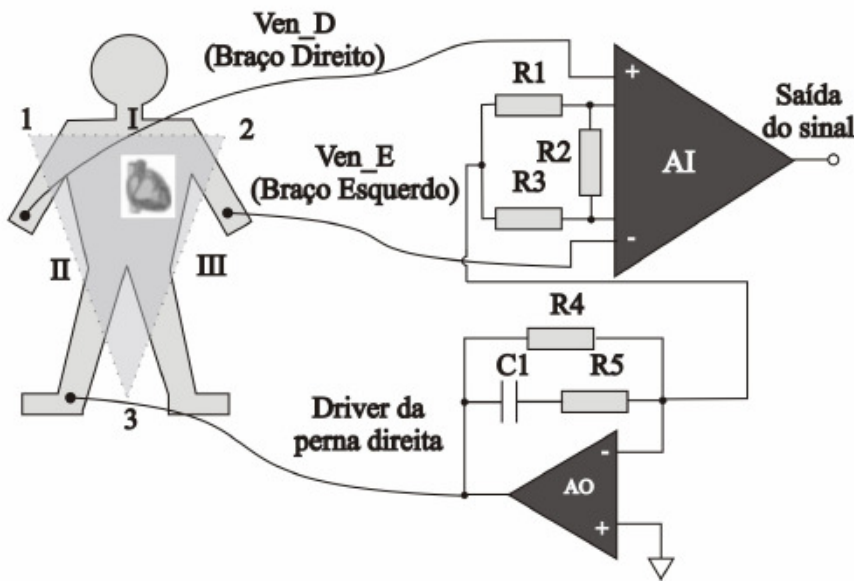 Ven_D
(Braço Direito)
R1
+
Saída
do sinal
1
I
2
Ven_E
(Braço Esquerdo)
R2
AI
R3
-
II
III
R4
C1
R5
Driver da
perna direita
3
-
AO
+